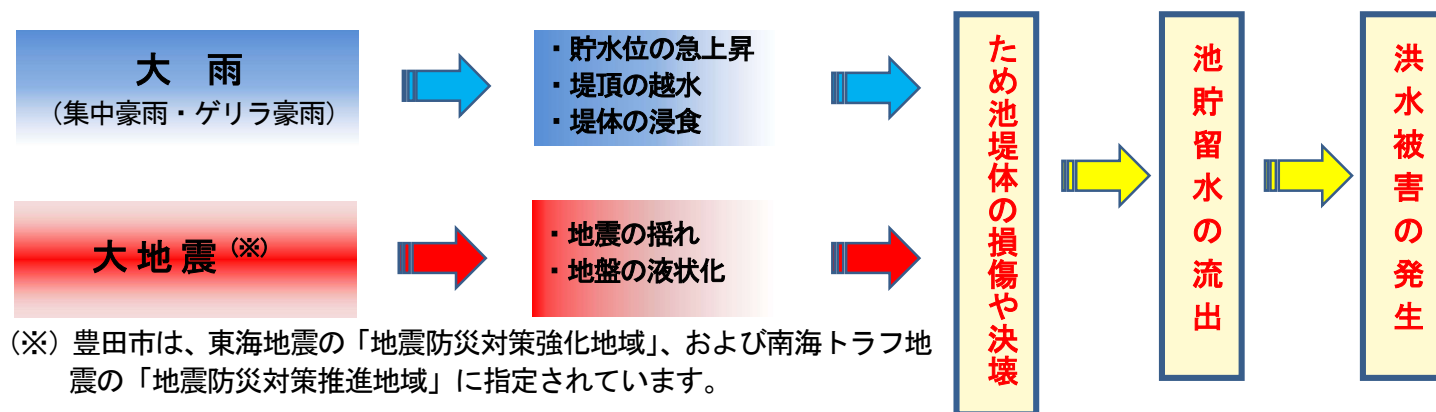 大　雨
（集中豪雨・ゲリラ豪雨）
・貯水位の急上昇
・堤頂の越水
・堤体の浸食
大 地 震（※）
・地震の揺れ
・地盤の液状化
ため池堤体の損傷や決壊
池貯留水の流出
洪水被害の発生
（※）豊田市は、東海地震の「地震防災対策強化地域」、および南海トラフ地
震の「地震防災対策推進地域」に指定されています。